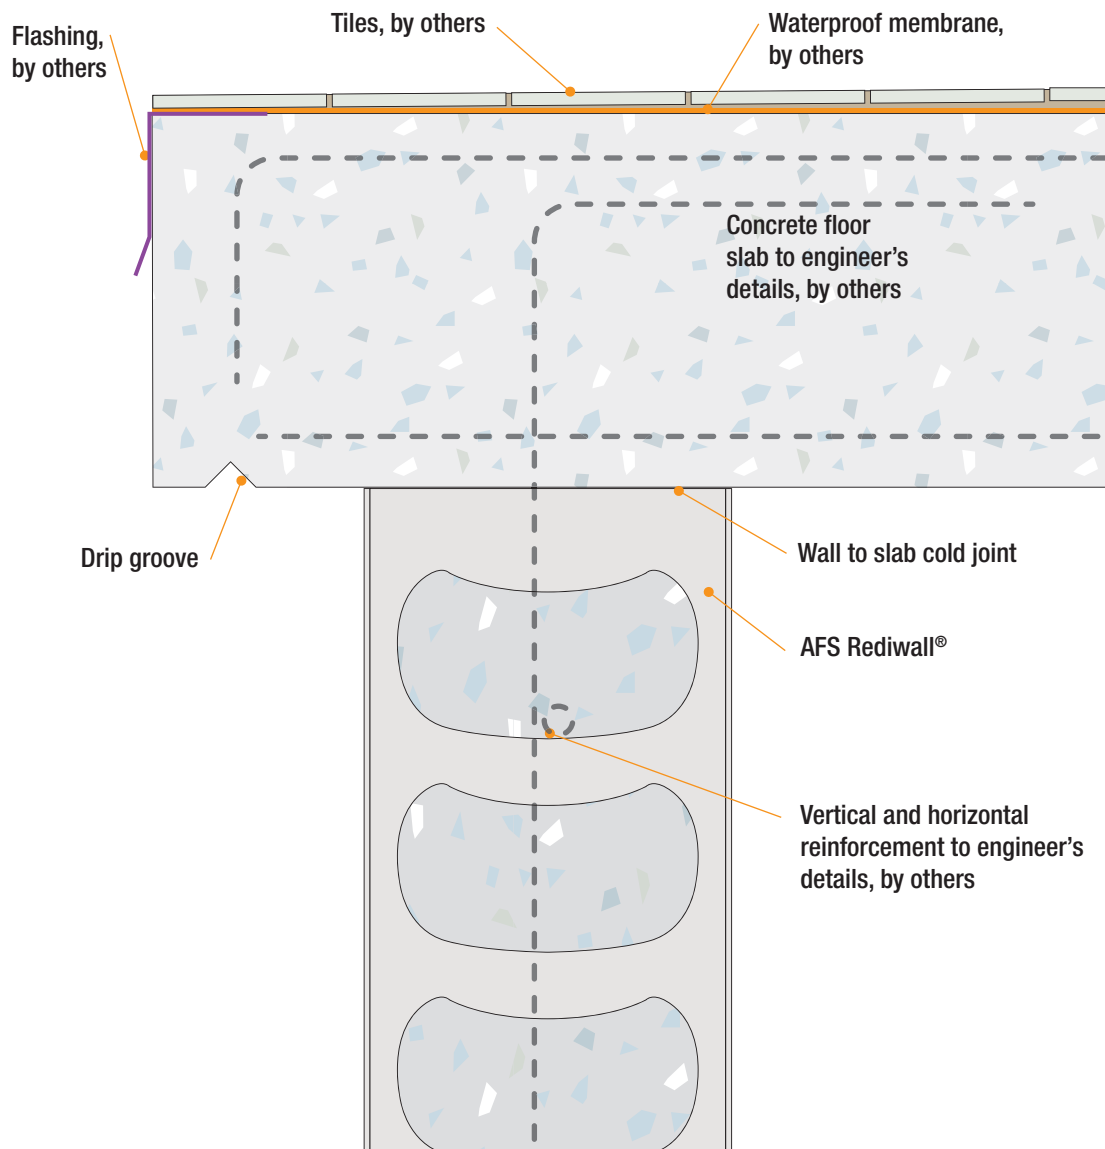 Flashing,
by others
Tiles, by others
Waterproof membrane,
by others
Concrete floor
slab to engineer’s
details, by others
Drip groove
Wall to slab cold joint
AFS Rediwall®
Vertical and horizontal
reinforcement to engineer’s
details, by others